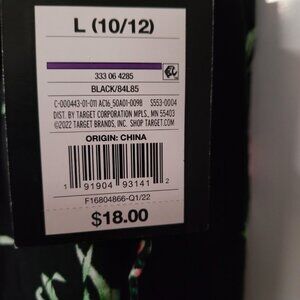 L (10/12)
333 06 4285
BLACK/84L85
C-000443-01-011 AC16_50A01-0098 S553-0004
DIST. BY TARGET CORPORATION MPLS., MN 55403
©2022 TARGET BRANDS, INC. SHOP TARGET.COM
ORIGIN: CHINA
1 91904 93141 2
F16804866-Q1/22
$18.00